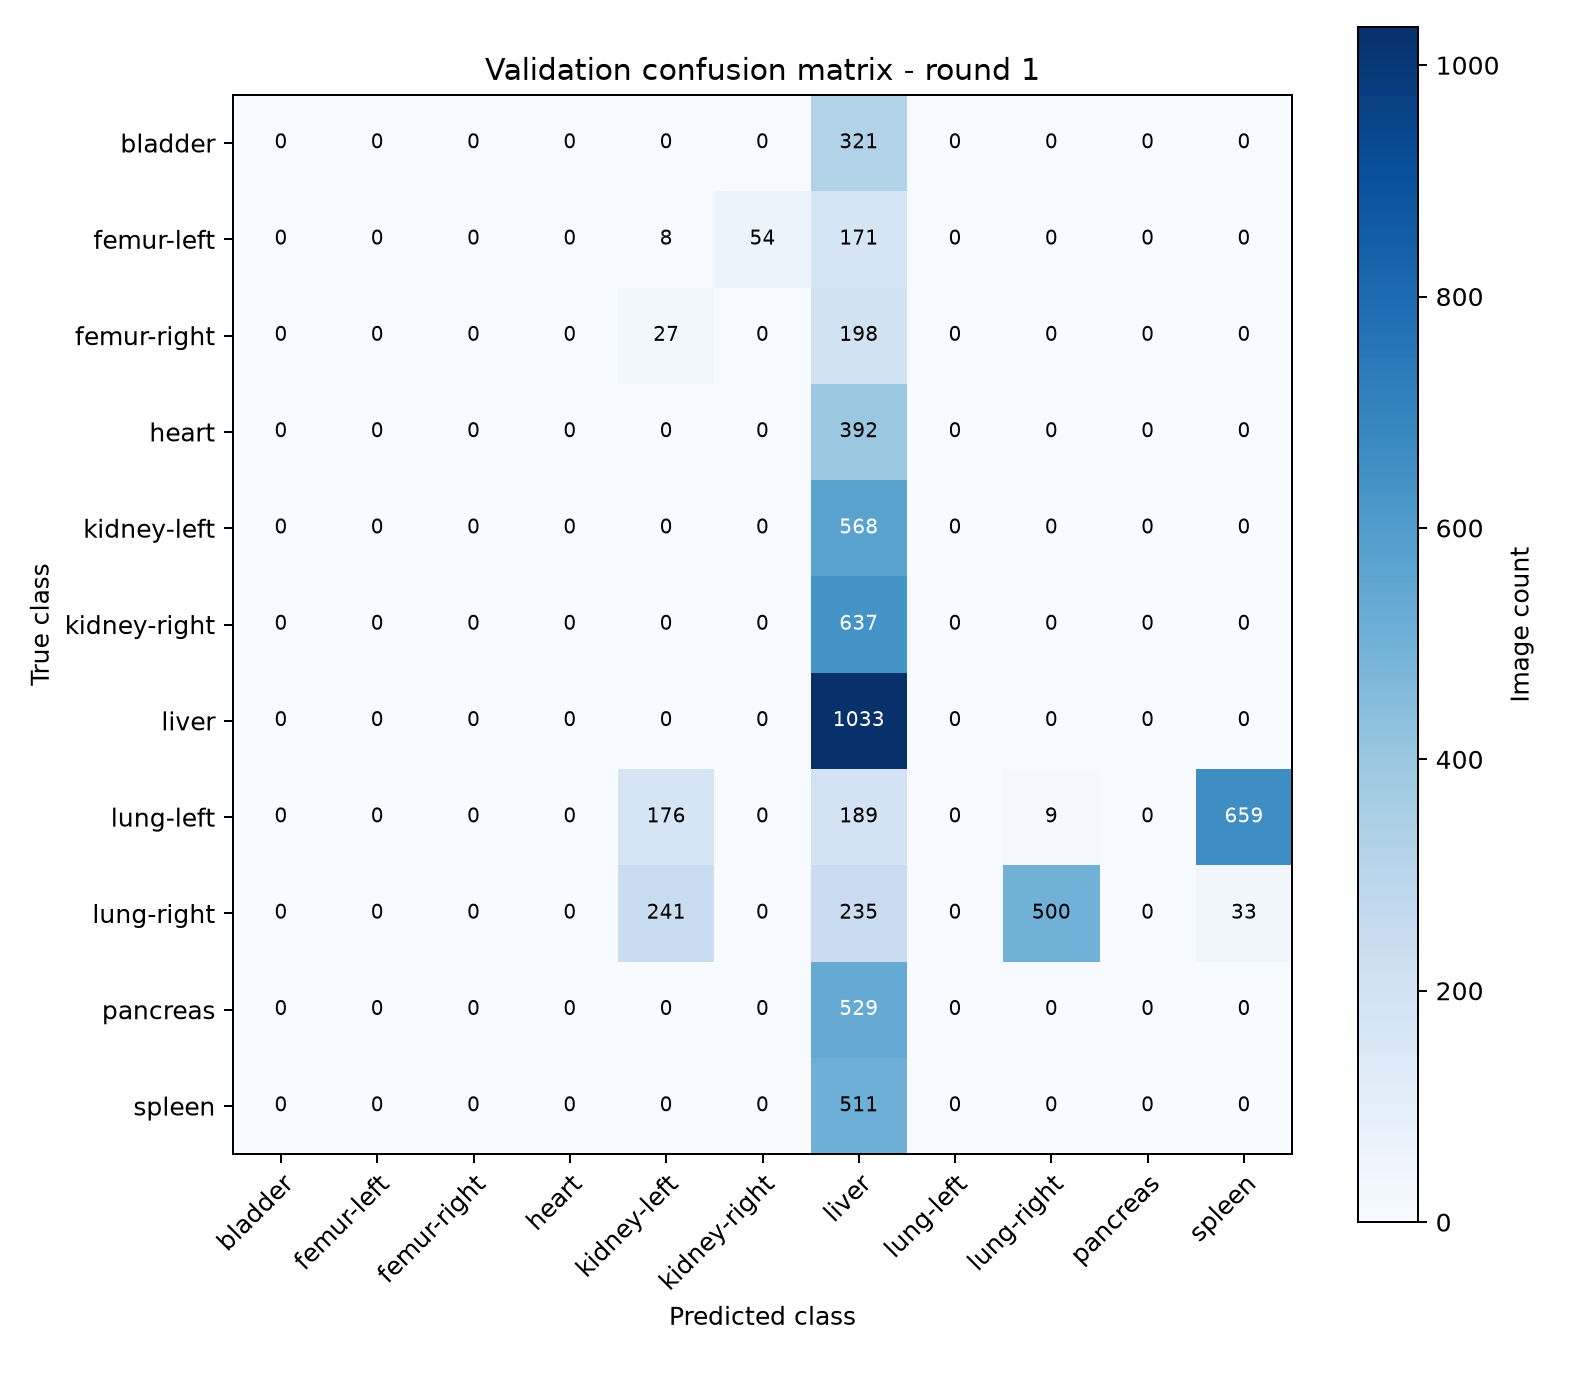 Validation confusion matrix - round 1
bladder 0 0 0 0 0 0 321 0 0 0 0
femur-left 0 0 0 0 8 54 171 0 0 0 0
femur-right 0 0 0 0 27 0 198 0 0 0 0
heart 0 0 0 0 0 0 392 0 0 0 0
kidney-left 0 0 0 0 0 0 568 0 0 0 0
kidney-right 0 0 0 0 0 0 637 0 0 0 0
liver 0 0 0 0 0 0 1033 0 0 0 0
lung-left 0 0 0 0 176 0 189 0 9 0 659
lung-right 0 0 0 0 241 0 235 0 500 0 33
pancreas 0 0 0 0 0 0 529 0 0 0 0
spleen 0 0 0 0 0 0 511 0 0 0 0
True class
bladder femur-left femur-right heart kidney-left kidney-right liver lung-left lung-right pancreas spleen
Predicted class
1000
800
600
400
200
0
Image count